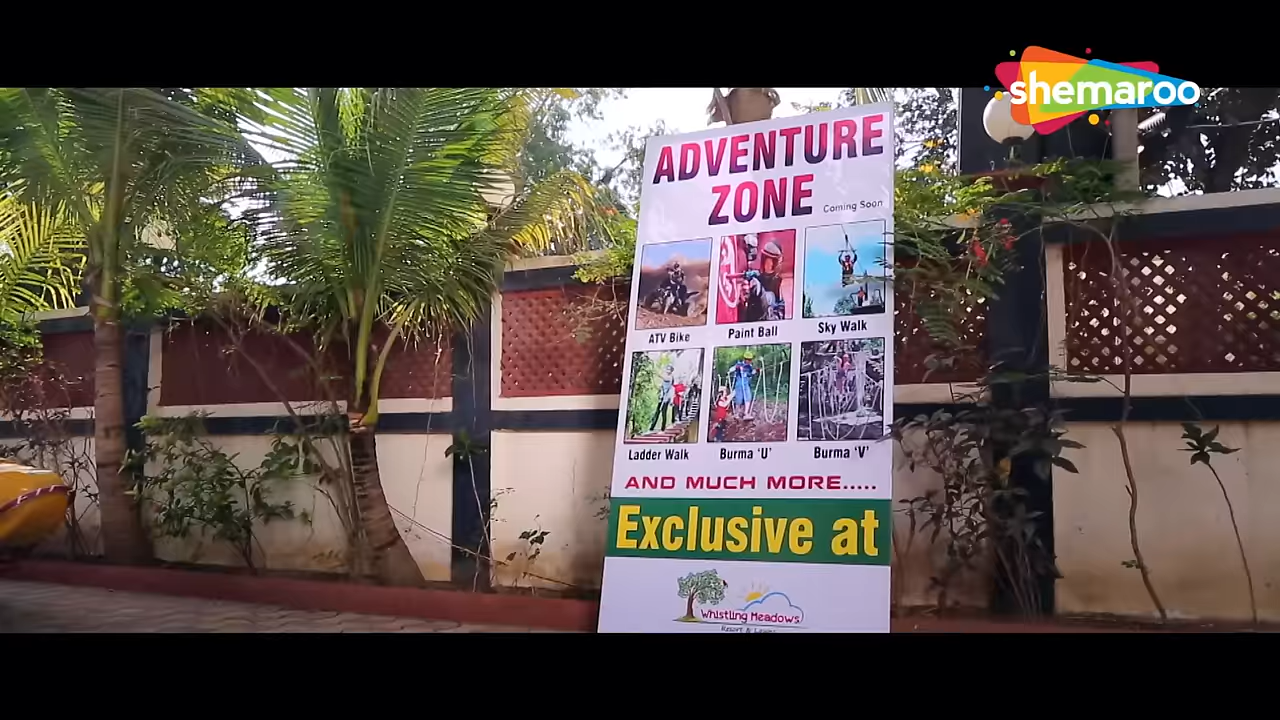 shemaroo
ADVENTURE
ZONE
Coming Soon
ATV Bike
Paint Ball
Sky Walk
Ladder Walk
Burma 'U'
Burma 'V'
AND MUCH MORE.....
Exclusive at
Whistling Meadows
Resort &